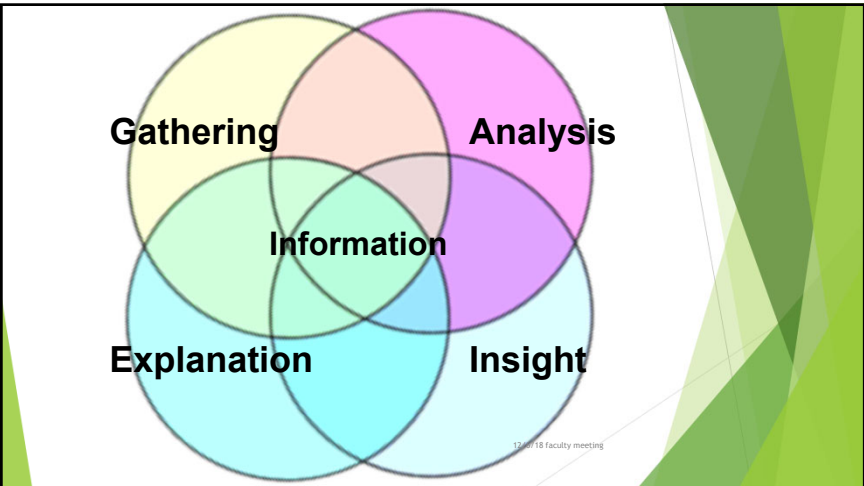 Gathering
Analysis
Information
Explanation
Insight
faculty meeting